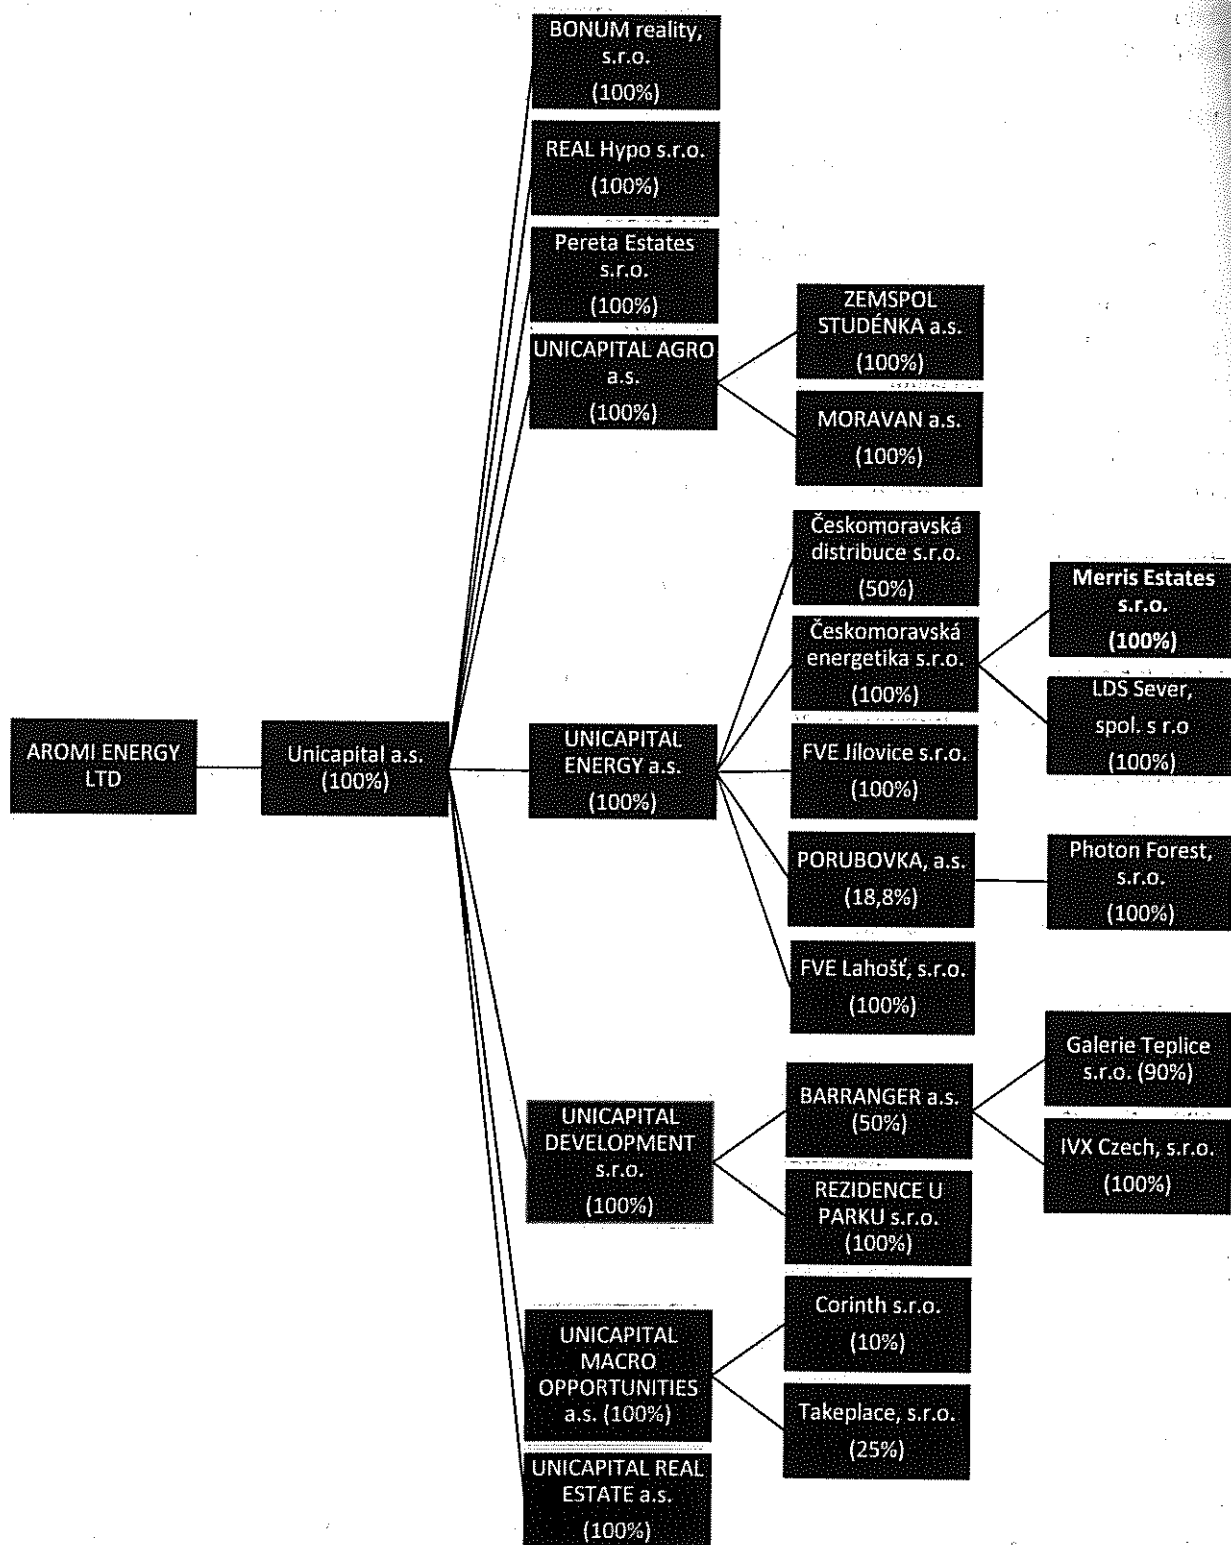 BONUM reality,
s.r.o.
(100%)
REAL Hypo s.r.o.
(100%)
Pereta Estates
s.r.o.
(100%)
UNICAPITAL AGRO
a.s.
(100%)
ZEMSPOL
STUDÉNKA a.s.
(100%)
MORAVAN a.s.
(100%)
Českomoravská
distribuce s.r.o.
(50%)
Českomoravská
energetika s.r.o.
(100%)
Merris Estates
s.r.o.
(100%)
LDS Sever,
spol. s r.o
(100%)
AROMI ENERGY
LTD
Unicapital a.s.
(100%)
UNICAPITAL
ENERGY a.s.
(100%)
FVE Jílovice s.r.o.
(100%)
PORUBOVKA, a.s.
(18,8%)
Photon Forest,
s.r.o.
(100%)
FVE Lahošť, s.r.o.
(100%)
UNICAPITAL
DEVELOPMENT
s.r.o.
(100%)
BARRANGER a.s.
(50%)
Galerie Teplice
s.r.o. (90%)
IVX Czech, s.r.o.
(100%)
REZIDENCE U
PARKU s.r.o.
(100%)
UNICAPITAL
MACRO
OPPORTUNITIES
a.s. (100%)
Corinth s.r.o.
(10%)
Takeplace, s.r.o.
(25%)
UNICAPITAL REAL
ESTATE a.s.
(100%)